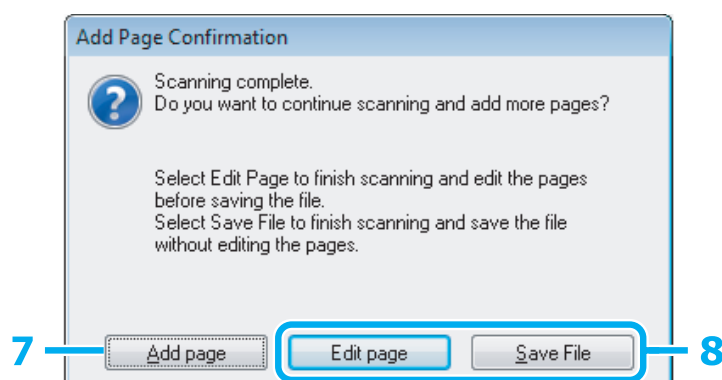 Add Page Confirmation
Scanning complete.
Do you want to continue scanning and add more pages?
Select Edit Page to finish scanning and edit the pages
before saving the file.
Select Save File to finish scanning and save the file
without editing the pages.
7 Add page Edit page Save File 8